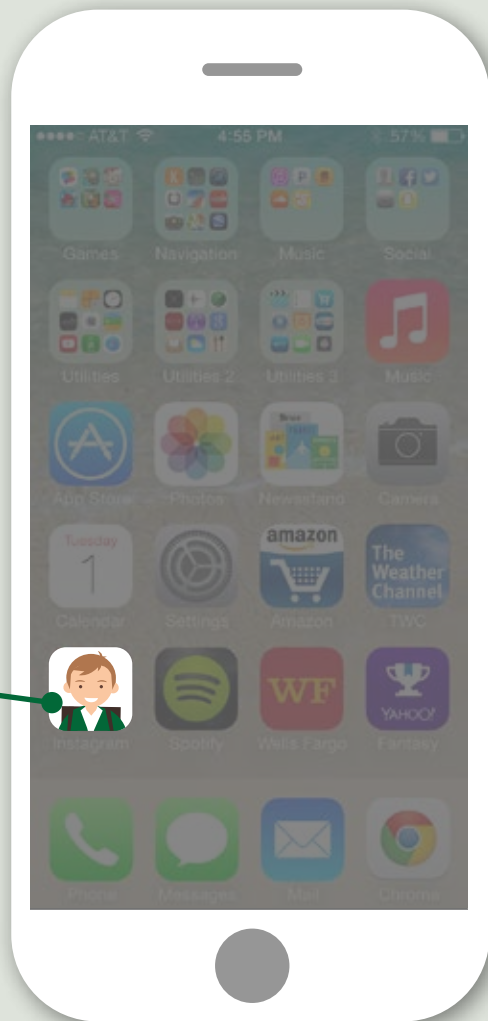 AT&T 4:55 PM 57%
Games Navigation Music Social
Utilities Utilities 2 Utilities 3 Music
App Store Photos Newsstand Camera
Tuesday
1
amazon
The
Weather
Channel
Calendar Settings Amazon TWC
WF
YAHOO!
Instagram Spotify Wells Fargo Fantasy
Phone Messages Mail Chrome